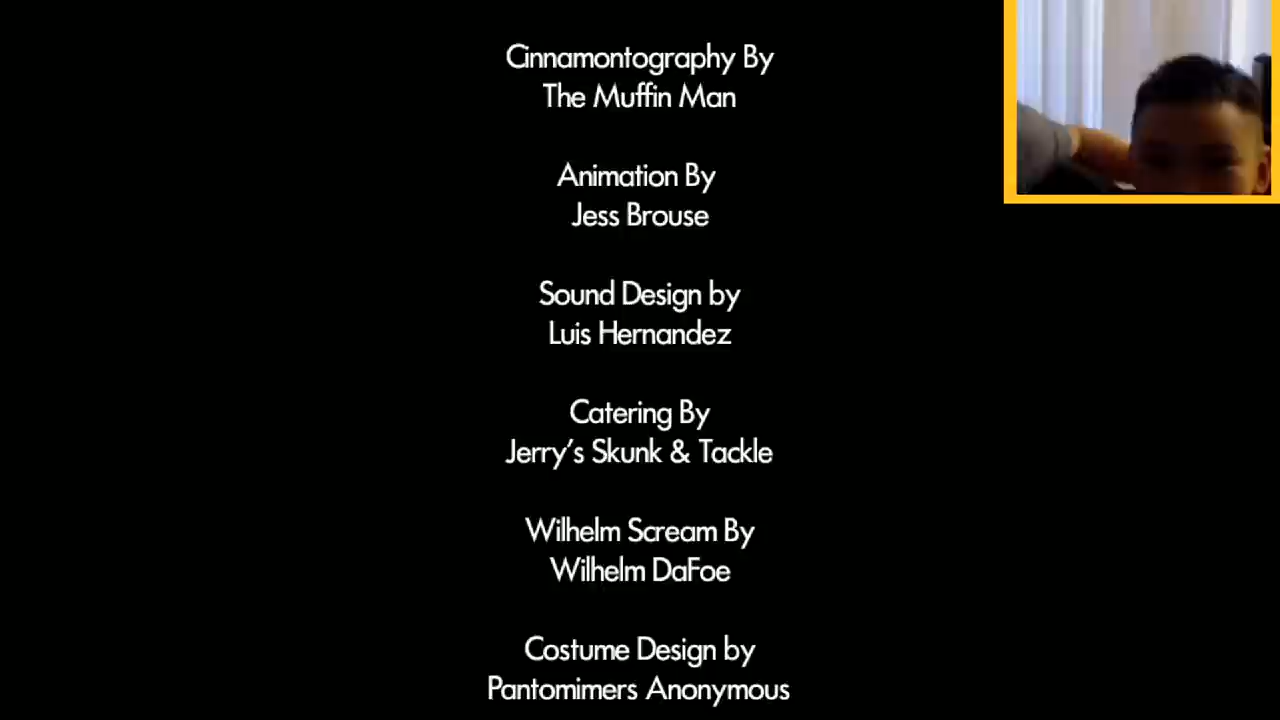 Cinnamontography By
The Muffin Man
Animation By
Jess Brouse
Sound Design by
Luis Hernandez
Catering By
Jerry's Skunk & Tackle
Wilhelm Scream By
Wilhelm DaFoe
Costume Design by
Pantomimers Anonymous